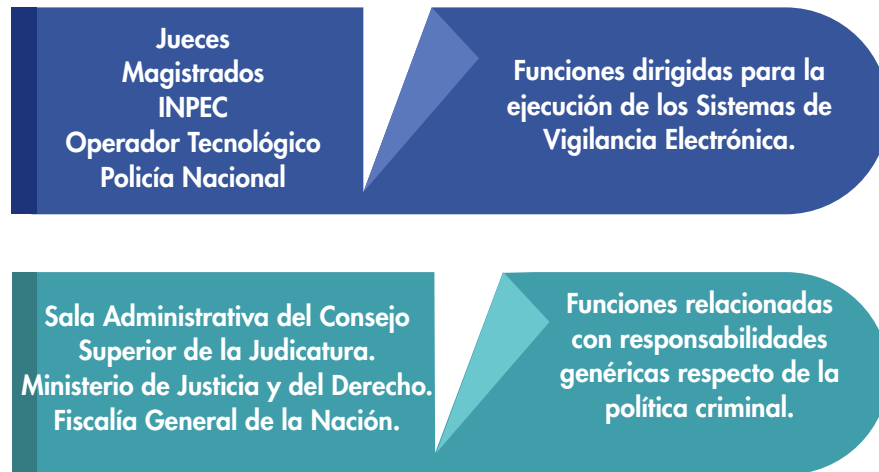 Jueces
Magistrados
INPEC
Operador Tecnológico
Policía Nacional
Funciones dirigidas para la
ejecución de los Sistemas de
Vigilancia Electrónica.
Sala Administrativa del Consejo
Superior de la Judicatura.
Ministerio de Justicia y del Derecho.
Fiscalía General de la Nación.
Funciones relacionadas
con responsabilidades
genéricas respecto de la
política criminal.